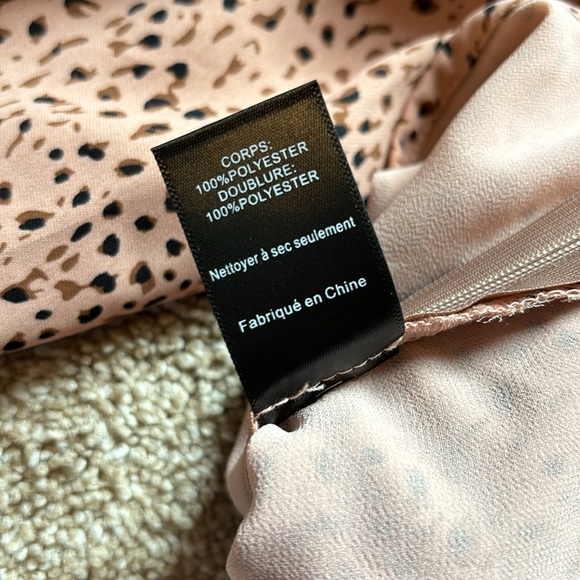 CORPS:
100%POLYESTER
DOUBLURE:
100%POLYESTER
Nettoyer à sec seulement
Fabriqué en Chine